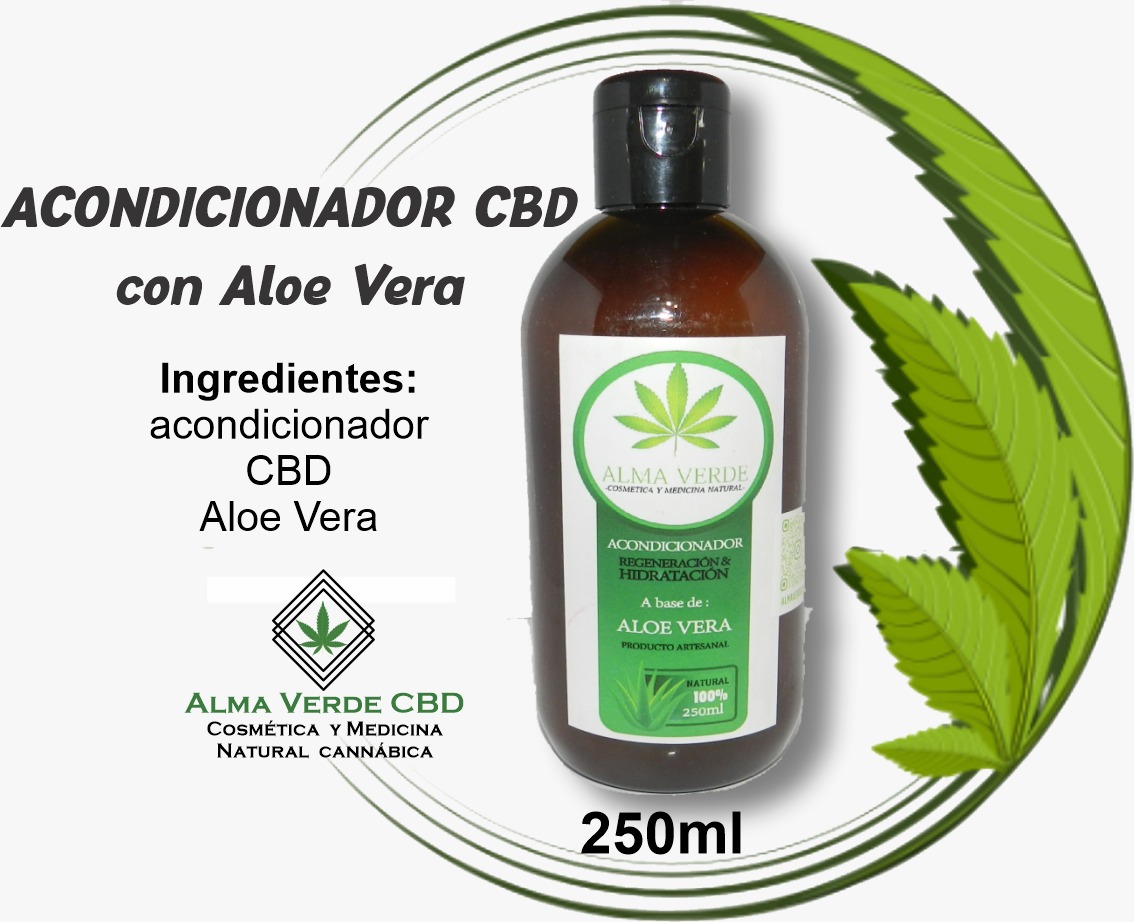 ACONDICIONADOR CBD
con Aloe Vera
Ingredientes:
acondicionador
CBD
Aloe Vera
ALMA VERDE CBD
COSMÉTICA Y MEDICINA
NATURAL CANNÁBICA
ALMA VERDE
-COSMETICA Y MEDICINA NATURAL-
ACONDICIONADOR
REGENERACIÓN &
HIDRATACIÓN
A base de :
ALOE VERA
PRODUCTO ARTESANAL
NATURAL
100%
250ml
250ml